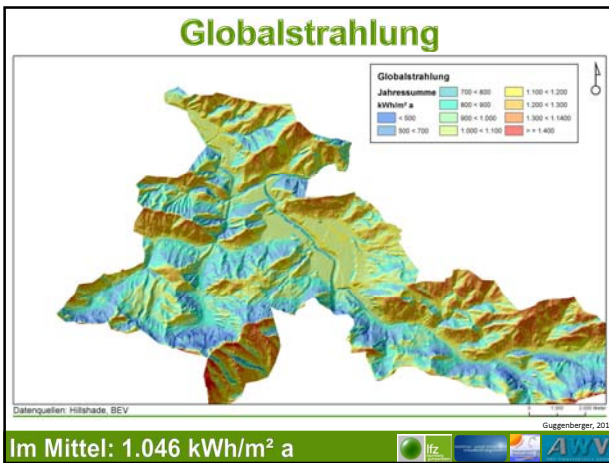 Globalstrahlung
Globalstrahlung
Jahressumme
kWh/m² a
< 500
500 < 700
700 < 800
800 < 900
900 < 1.000
1.000 < 1.100
1.100 < 1.200
1.200 < 1.300
1.300 < 1.1400
> = 1.400
Datenquellen: Hillshade, BEV
Guggenberger, 201
Im Mittel: 1.046 kWh/m² a
lfz
AWV